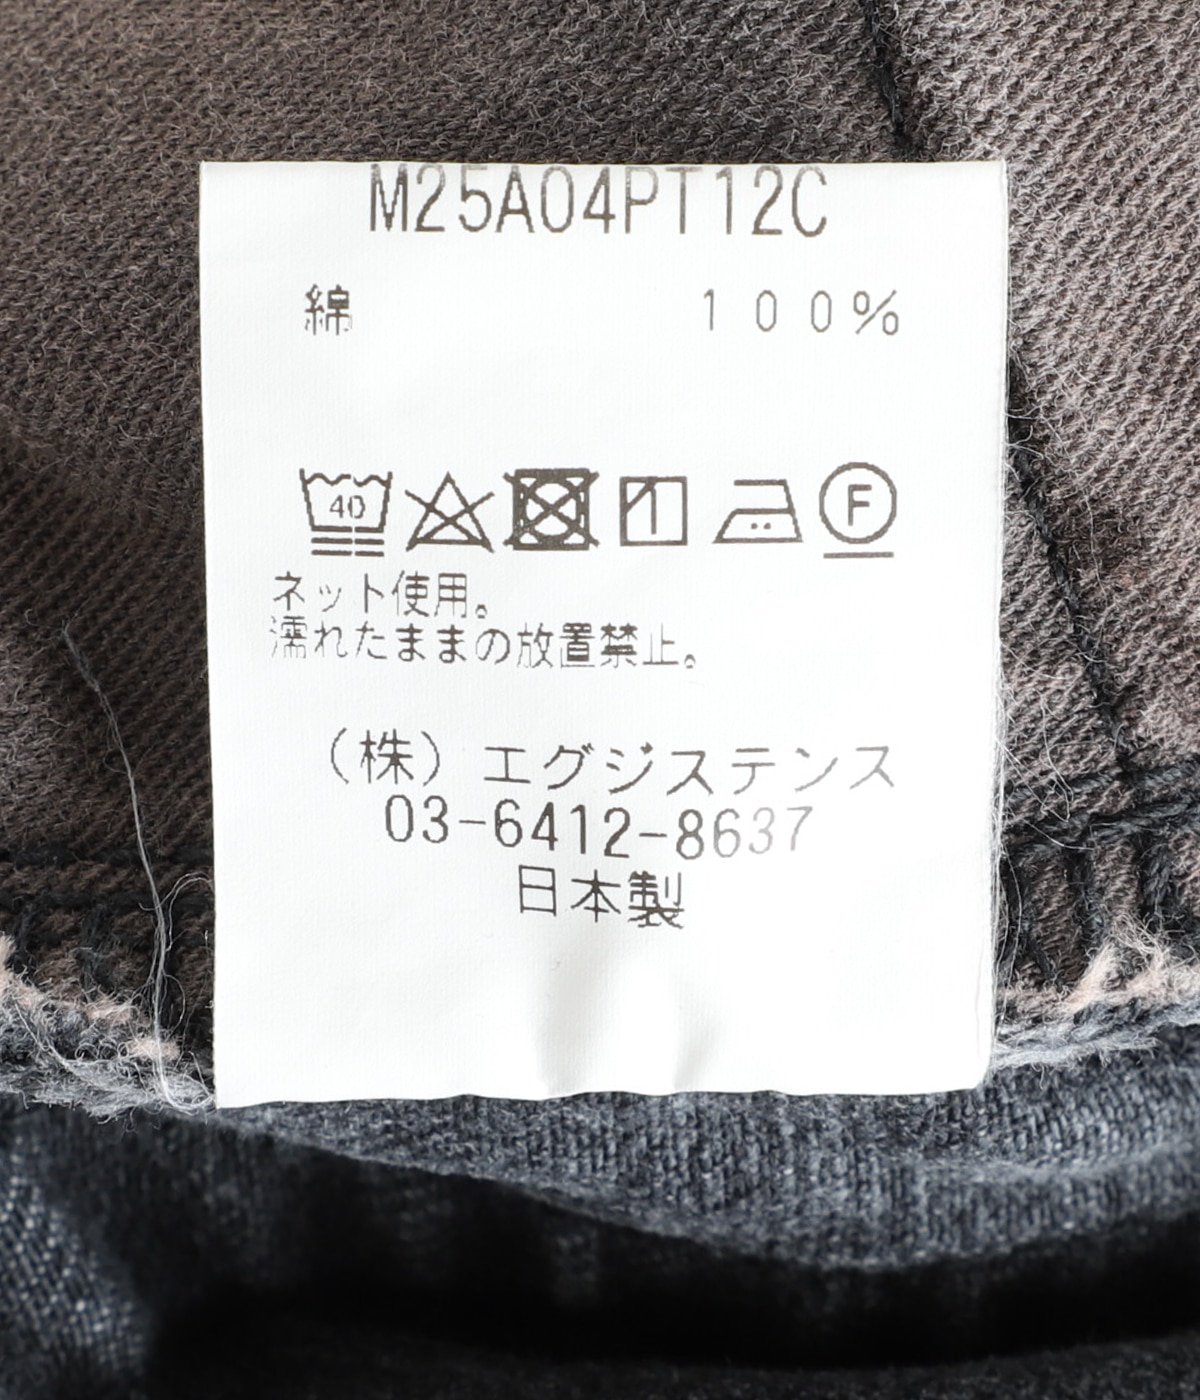 M25A04PT12C
綿 100%
40 F
ネット使用。
濡れたままの放置禁止。
(株)エグジステンス
03-6412-8637
日本製